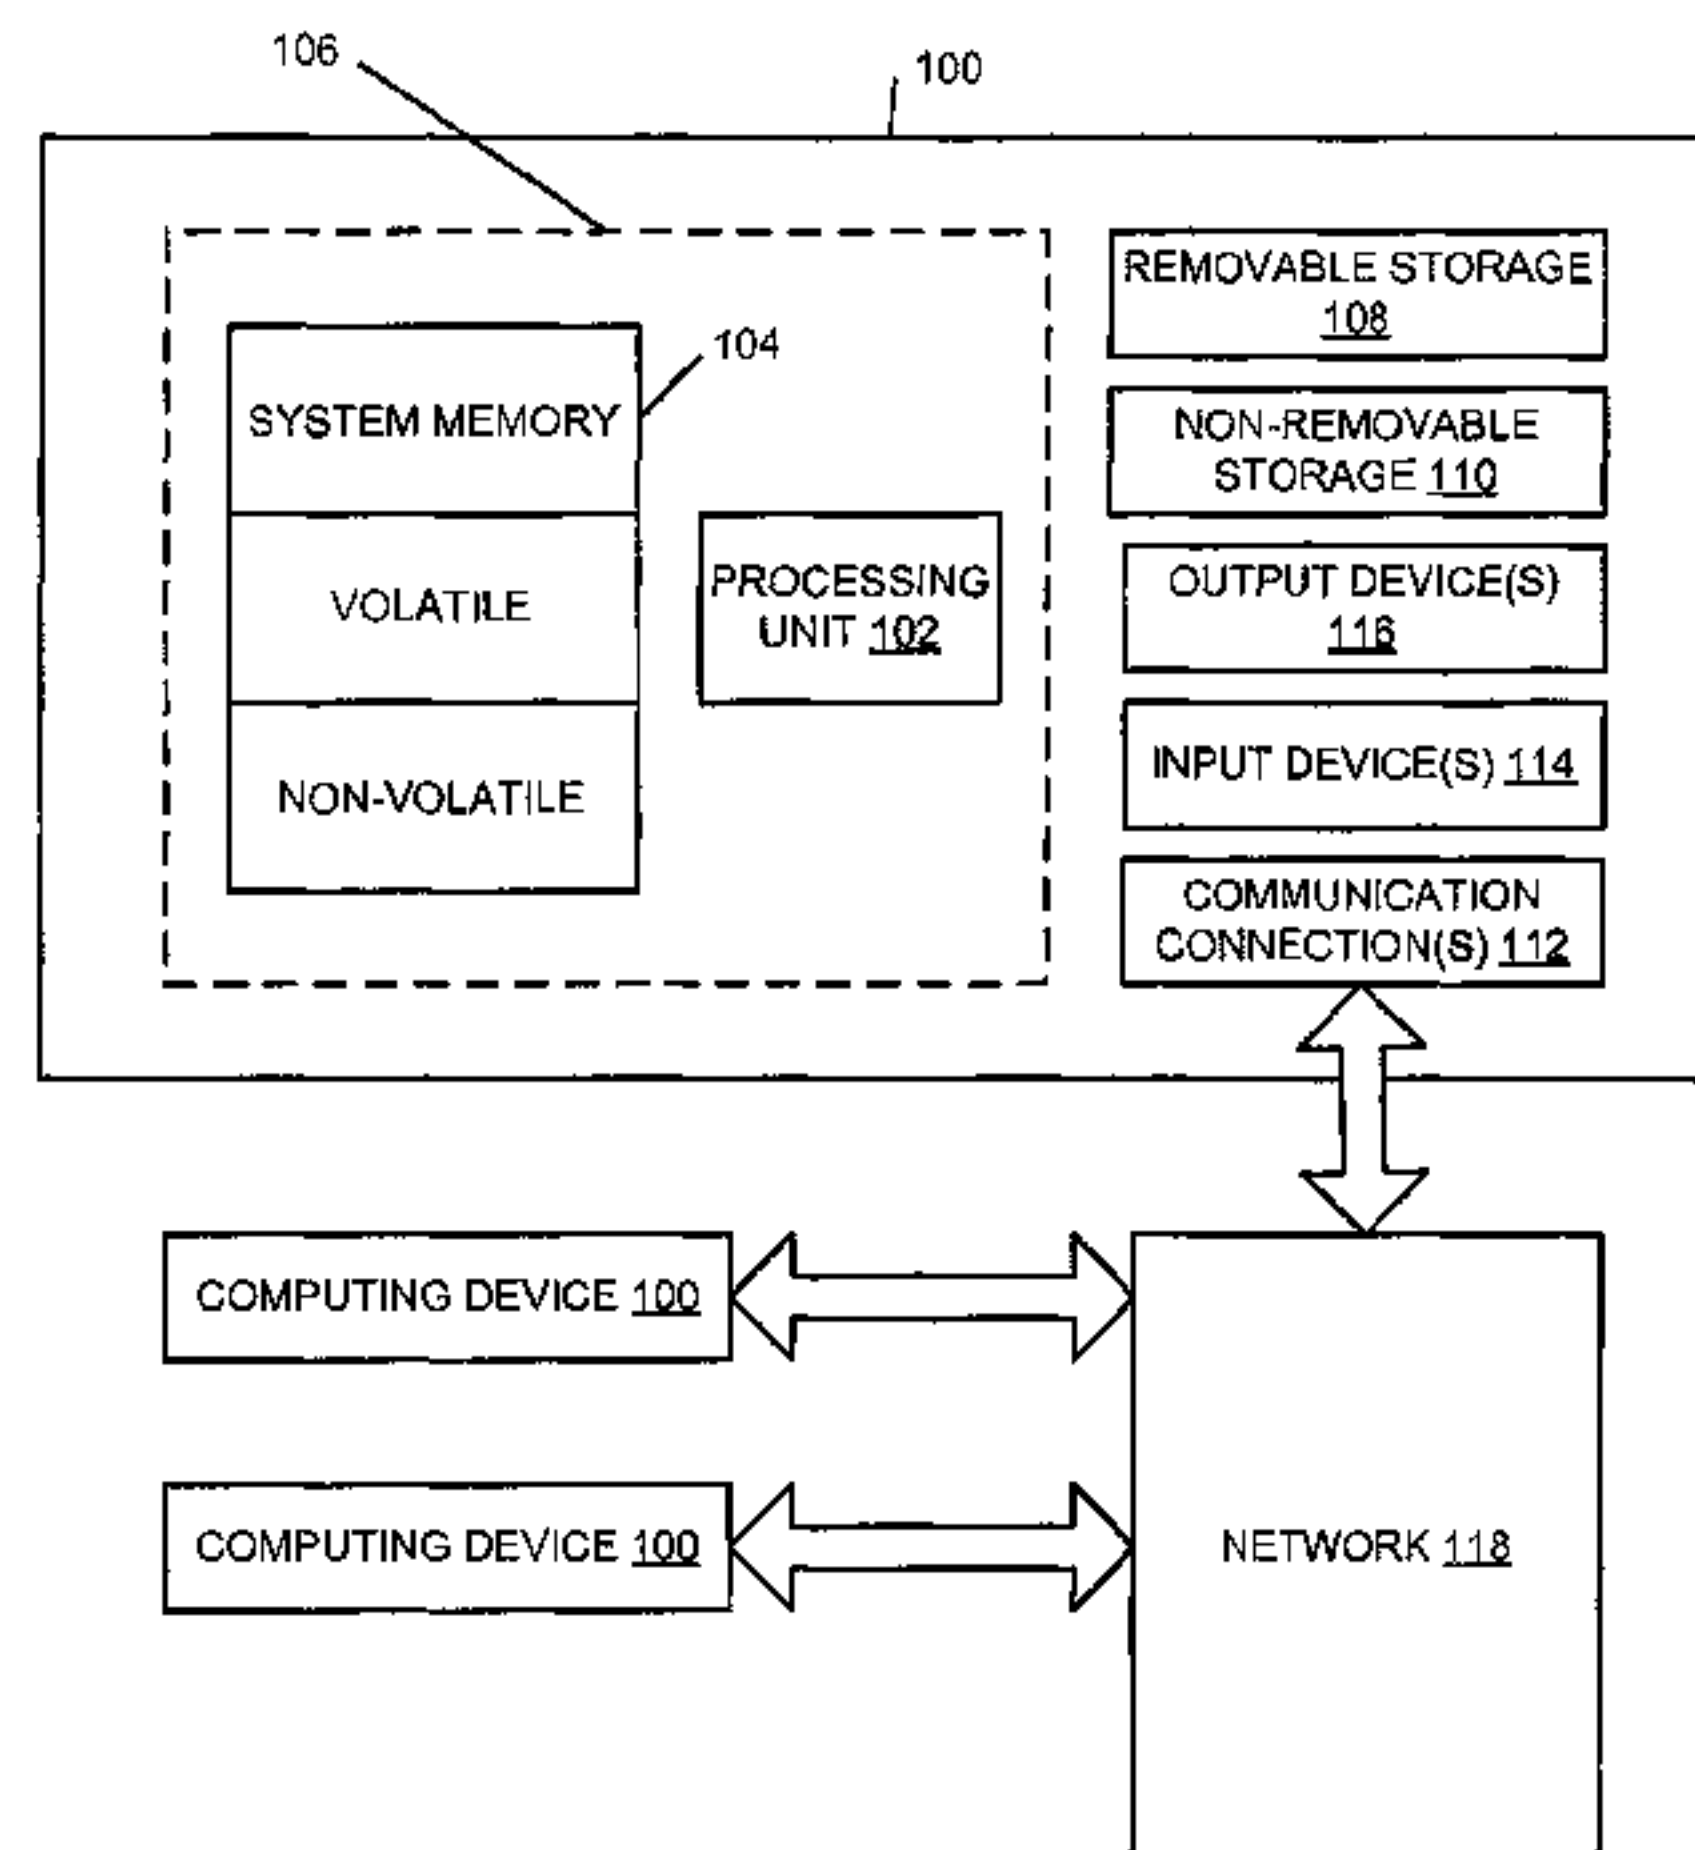 106
100
REMOVABLE STORAGE
108
104
SYSTEM MEMORY
NON-REMOVABLE
STORAGE 110
VOLATILE
PROCESSING
UNIT 102
OUTPUT DEVICE(S)
116
NON-VOLATILE
INPUT DEVICE(S) 114
COMMUNICATION
CONNECTION(S) 112
COMPUTING DEVICE 100
COMPUTING DEVICE 100
NETWORK 118